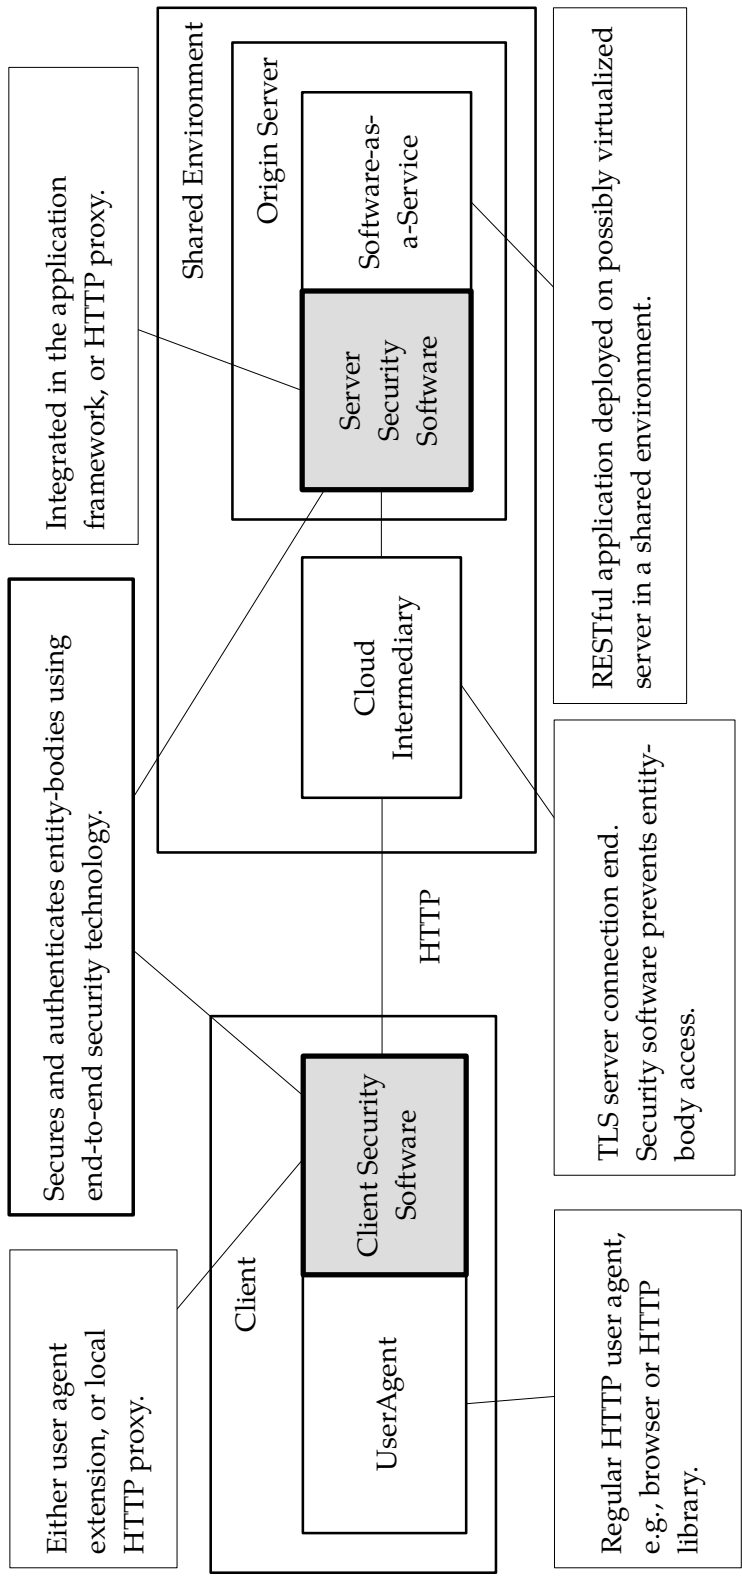 Either user agent
extension, or local
HTTP proxy.
Secures and authenticates entity-bodies using
end-to-end security technology.
Integrated in the application
framework, or HTTP proxy.
Client
UserAgent
Client Security
Software
HTTP
Shared Environment
Cloud
Intermediary
Origin Server
Server
Security
Software
Software-as-
a-Service
Regular HTTP user agent,
e.g., browser or HTTP
library.
TLS server connection end.
Security software prevents entity-
body access.
RESTful application deployed on possibly virtualized
server in a shared environment.